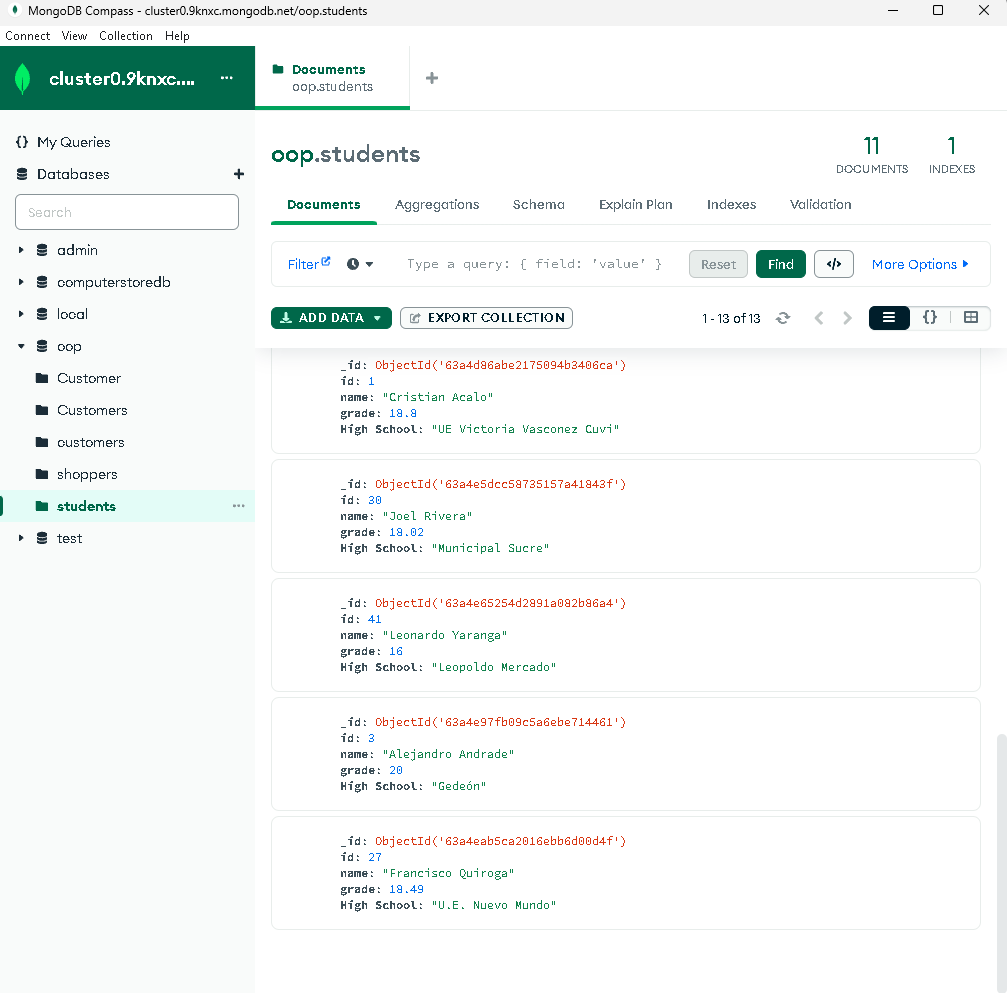 MongoDB Compass - cluster0.9knxc.mongodb.net/oop.students
Connect View Collection Help
cluster0.9knxc.... ...
Documents
oop.students
+
{} My Queries
Databases +
Search
admin
computerstoredb
local
oop
Customer
Customers
customers
shoppers
students ...
test
oop.students
11
DOCUMENTS
1
INDEXES
Documents Aggregations Schema Explain Plan Indexes Validation
Filter Type a query: { field: 'value' } Reset Find </> More Options
ADD DATA EXPORT COLLECTION 1 - 13 of 13 {}
_id: ObjectId('63a4d86abe2175094b3406ca')
id: 1
name: "Cristian Acalo"
grade: 18.8
High School: "UE Victoria Vasconez Cuvi"
_id: ObjectId('63a4e5dcc58735157a41843f')
id: 30
name: "Joel Rivera"
grade: 18.02
High School: "Municipal Sucre"
_id: ObjectId('63a4e65254d2891a082b86a4')
id: 41
name: "Leonardo Yaranga"
grade: 16
High School: "Leopoldo Mercado"
_id: ObjectId('63a4e97fb09c5a6ebe714461')
id: 3
name: "Alejandro Andrade"
grade: 20
High School: "Gedeón"
_id: ObjectId('63a4eab5ca2016ebb6d00d4f')
id: 27
name: "Francisco Quiroga"
grade: 18.49
High School: "U.E. Nuevo Mundo"